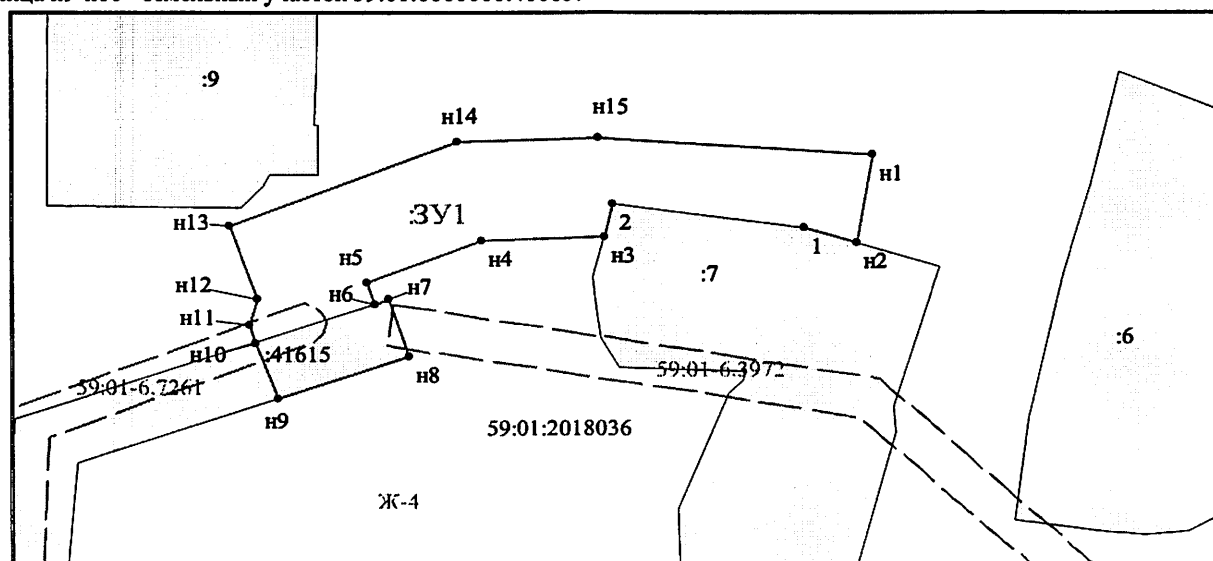 :9
н14
н15
н1
н13
:ЗУ1
2
1
н2
н3
н5
н4
:7
н12
н6
н7
н11
:6
н10
:41615
н8
59:01-6.3972
59:01-6.7261
н9
59:01:2018036
Ж-4